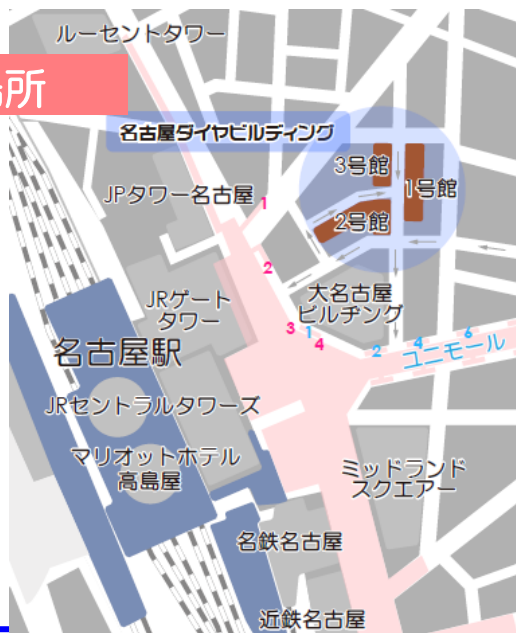 ルーセントタワー
所
名古屋ダイヤビルディング
3号館
1号館
JPタワー名古屋
1
2号館
2
JRゲート
タワー
大名古屋
ビルヂング
3
1
4
2
4
6
ユニモール
名古屋駅
JRセントラルタワーズ
マリオットホテル
高島屋
ミッドランド
スクエアー
名鉄名古屋
近鉄名古屋